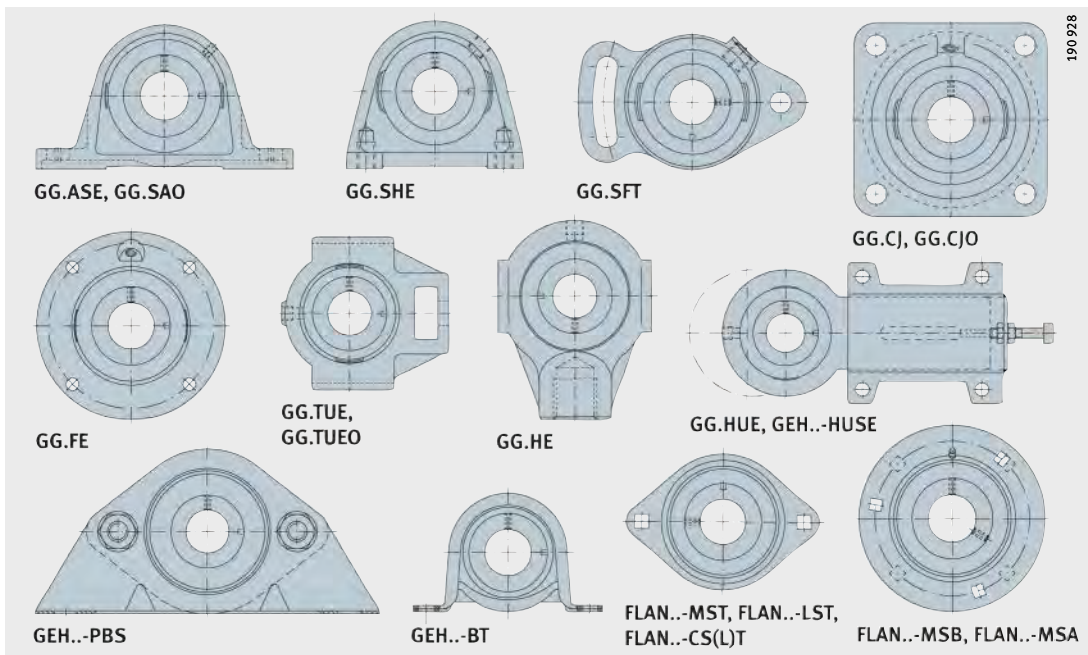 190 928
GG.ASE, GG.SAO
GG.SHE
GG.SFT
GG.CJ, GG.CJO
GG.FE
GG.TUE,
GG.TUEO
GG.HE
GG.HUE, GEH..-HUSE
GEH..-PBS
GEH..-BT
FLAN..-MST, FLAN..-LST,
FLAN..-CS(L)T
FLAN..-MSB, FLAN..-MSA